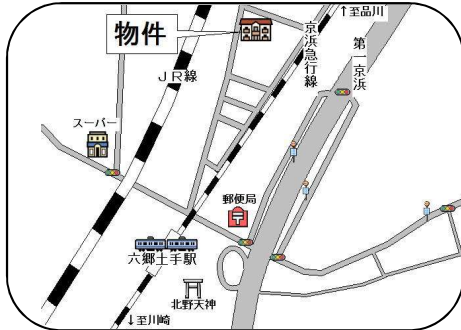 ↑至品川
物件
京浜急行線
第一京浜
JR線
スーパー
郵便局
六郷土手駅
北野天神
↓至川崎